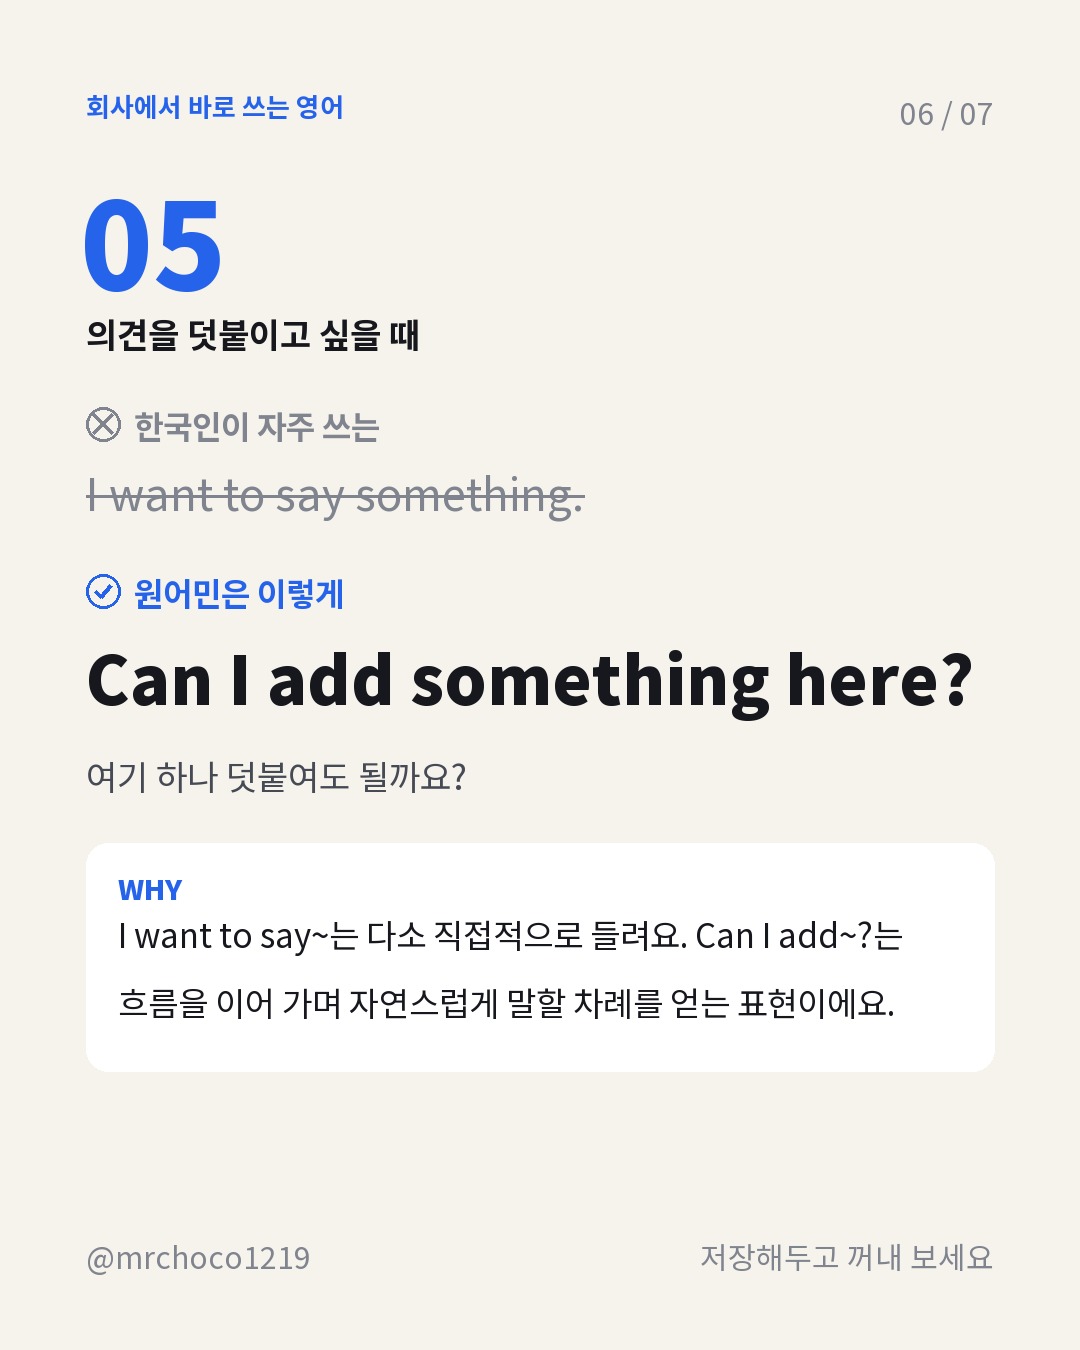 회사에서 바로 쓰는 영어
06 / 07
05
의견을 덧붙이고 싶을 때
한국인이 자주 쓰는
I want to say something.
원어민은 이렇게
Can I add something here?
여기 하나 덧붙여도 될까요?
WHY
I want to say~는 다소 직접적으로 들려요. Can I add~?는
흐름을 이어 가며 자연스럽게 말할 차례를 얻는 표현이에요.
@mrchoco1219
저장해두고 꺼내 보세요